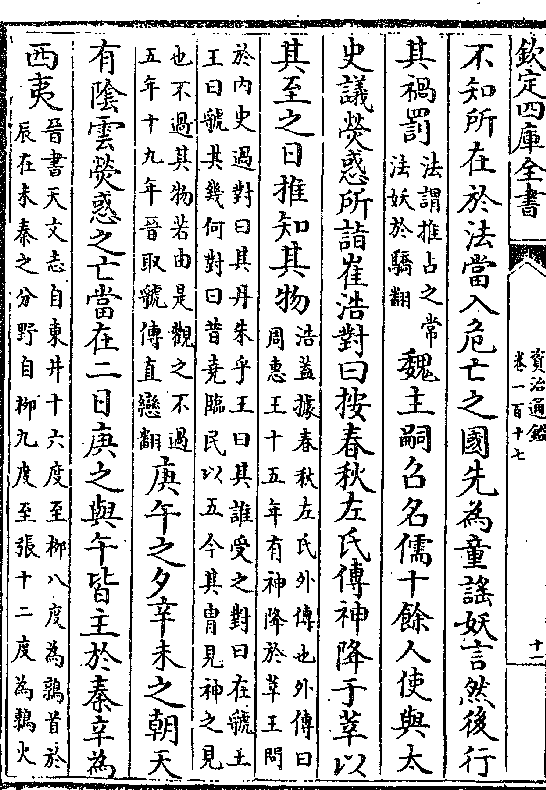 欽定四庫全書
資治通鑑
卷一百十七
十二
不知所在於法當入危亡之國先為童謠妖言然後行
其禍罰
法謂推占之常
法妖於驕翻
魏主嗣召名儒十餘人使與太
史議熒惑所詣崔浩對曰按春秋左氏傳神降于莘以
其至之日推知其物
浩蓋據春秋左氏外傳也外傳曰
周惠王十五年有神降於莘王問
於内史過對曰其丹朱乎王曰其誰受之對曰在虢土
王曰虢其幾何對曰昔堯臨民以五今其胄見神之見
也不過其物若由是觀之不過
五年十九年晉取虢傳直戀翻
庚午之夕辛未之朝天
有陰雲熒惑之亡當在二日庚之與午皆主於秦辛為
西夷
晉書天文志自東井十六度至柳八度為鶉首於
辰在未秦之分野自柳九度至張十二度為鶉火